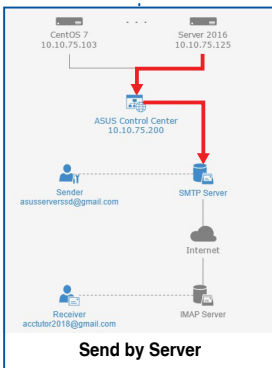 CentOS 7 Server 2016
10.10.75.103 10.10.75.125
ASUS Control Center
10.10.75.200
Sender SMTP Server
asusserverssd@gmail.com
Internet
Receiver IMAP Server
acctutor2018@gmail.com
Send by Server